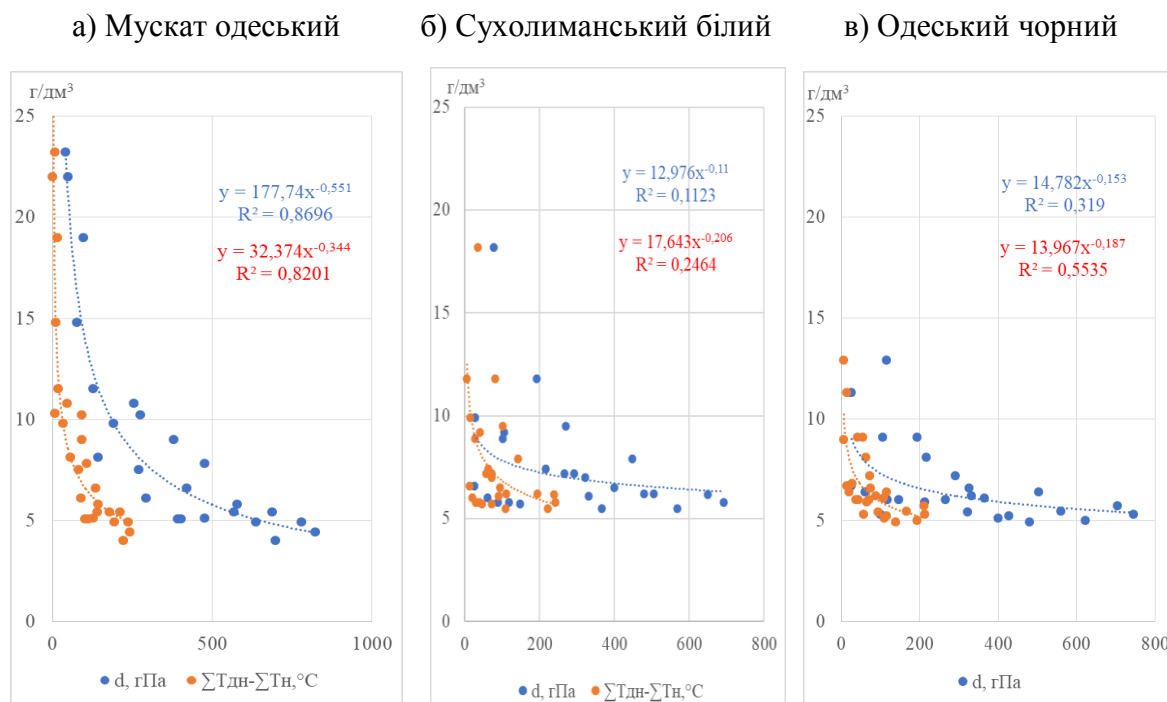 а) Мускат одеський
б) Сухолиманський білий
в) Одеський чорний
г/дм³
25
20
15
10
5
0
0 500 1000
y = 177,74x^-0,551
R² = 0,8696
y = 32,374x^-0,344
R² = 0,8201
d, гПа ∑Тдн-∑Тн,°С
г/дм³
25
20
15
10
5
0
0 200 400 600 800
y = 12,976x^-0,11
R² = 0,1123
y = 17,643x^-0,206
R² = 0,2464
d, гПа ∑Тдн-∑Тн,°С
г/дм³
25
20
15
10
5
0
0 200 400 600 800
y = 14,782x^-0,153
R² = 0,319
y = 13,967x^-0,187
R² = 0,5535
d, гПа